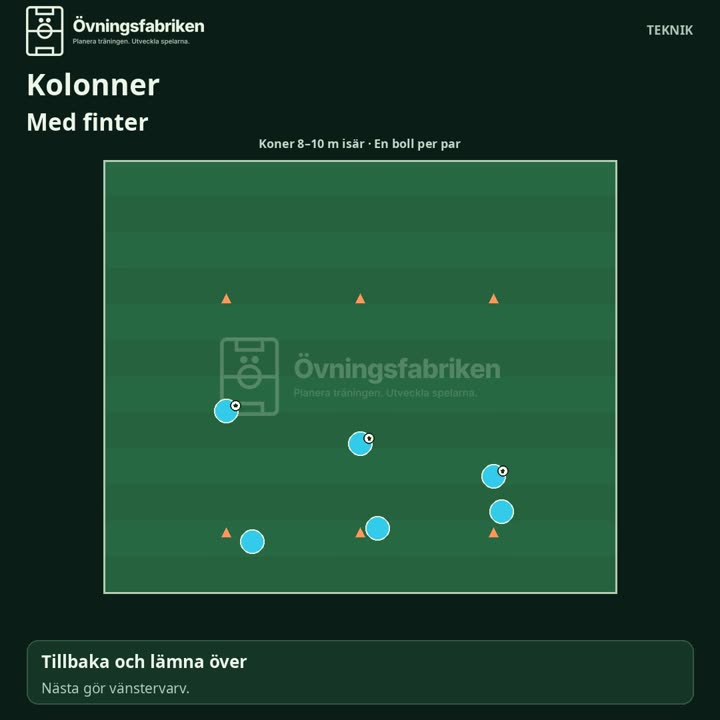 Övningsfabriken
Planera träningen. Utveckla spelarna.
TEKNIK
Kolonner
Med finter
Koner 8–10 m isär · En boll per par
Övningsfabriken
Planera träningen. Utveckla spelarna.
Tillbaka och lämna över
Nästa gör vänstervarv.